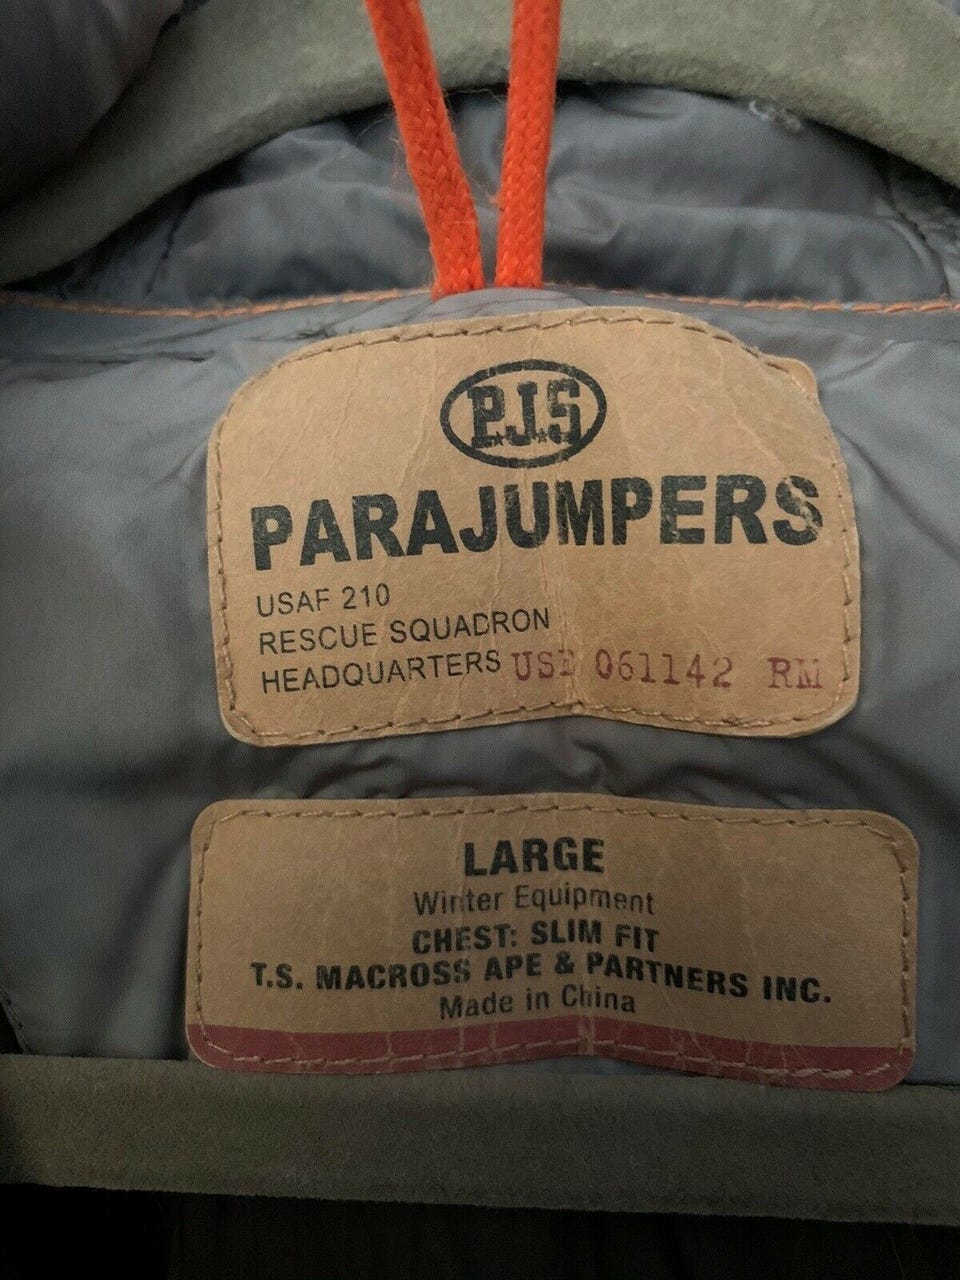 P.J.S
PARAJUMPERS
USAF 210
RESCUE SQUADRON
HEADQUARTERS USE 061142 RM
LARGE
Winter Equipment
CHEST: SLIM FIT
T.S. MACROSS APE & PARTNERS INC.
Made in China